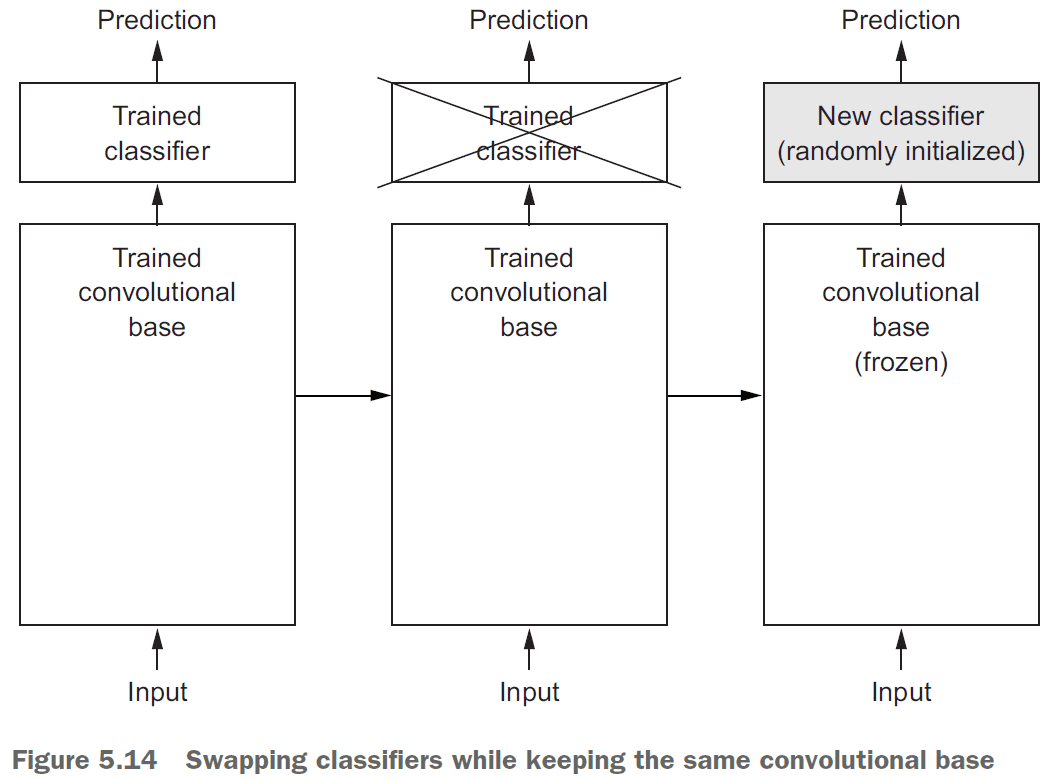 Prediction
Prediction
Prediction
Trained
classifier
Trained
classifier
New classifier
(randomly initialized)
Trained
convolutional
base
Trained
convolutional
base
Trained
convolutional
base
(frozen)
Input
Input
Input
Figure 5.14 Swapping classifiers while keeping the same convolutional base